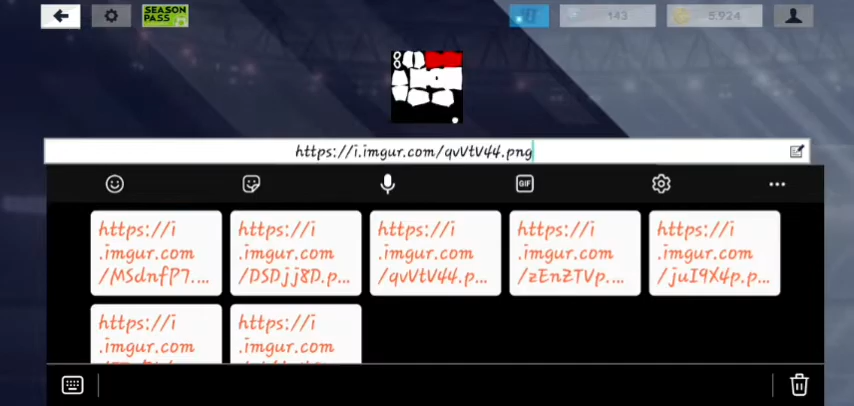 SEASON
PASS
143
5,924
https://i.imgur.com/qvVtV44.png
GIF
https://i
.imgur.com
/MSdnfP7....
https://i
.imgur.com
/DSDjj8D.p...
https://i
.imgur.com
/qvVtV44.p...
https://i
.imgur.com
/zEnZTVp....
https://i
.imgur.com
/juI9X4p.p...
https://i
.imgur.com
https://i
.imgur.com